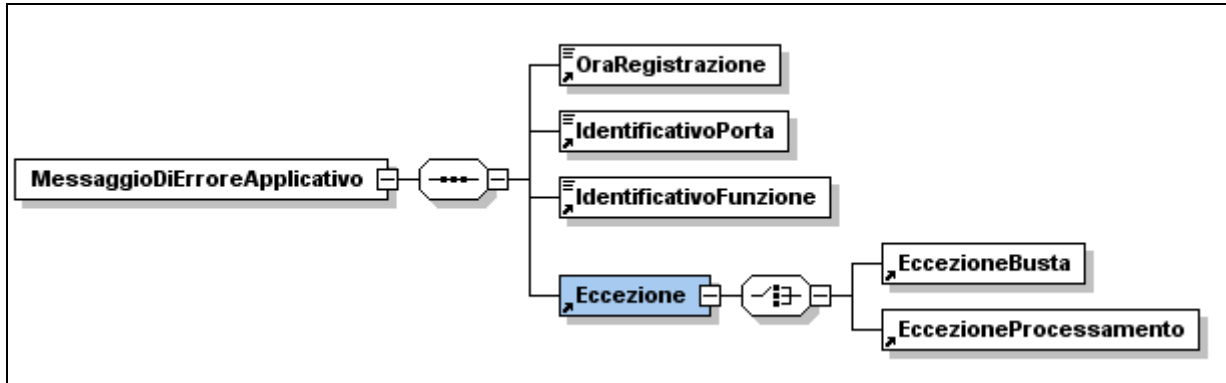 OraRegistrazione
IdentificativoPorta
MessaggioDiErroreApplicativo
IdentificativoFunzione
EccezioneBusta
Eccezione
EccezioneProcessamento